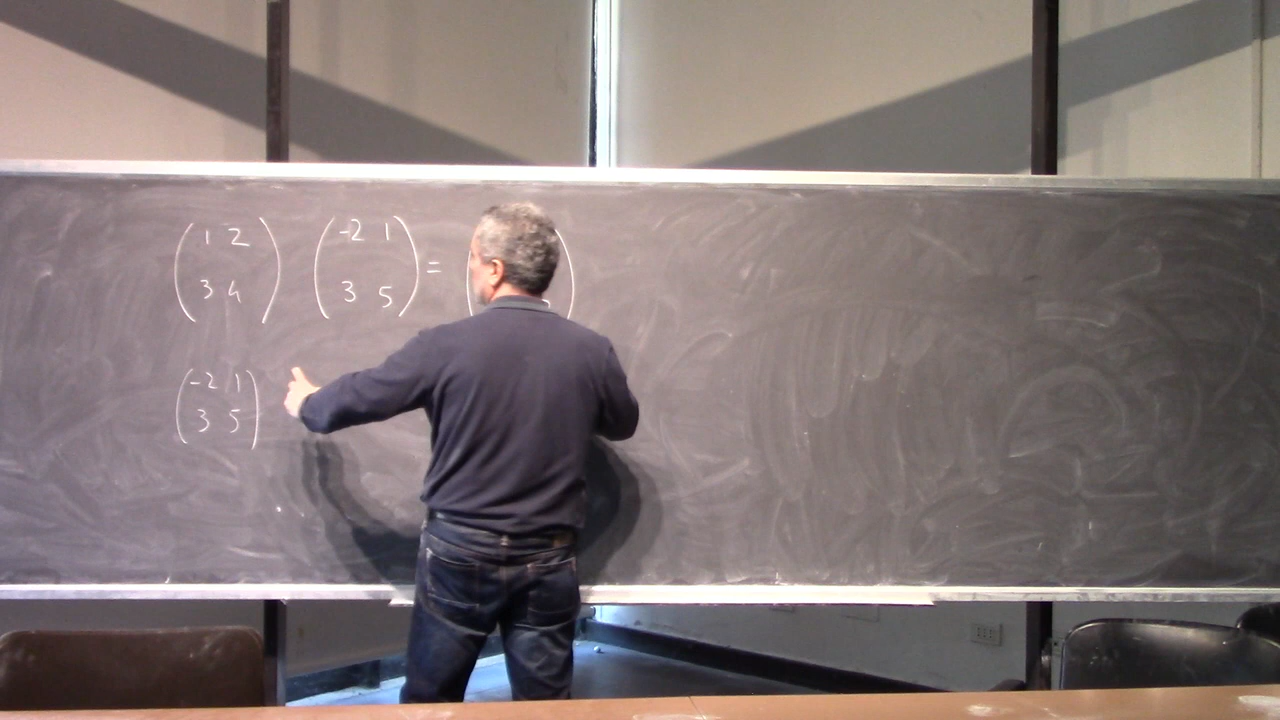 ( 1 2 ) ( -2 1 ) = (
( 3 4 ) ( 3 5 )
( -2 1 )
( 3 5 )